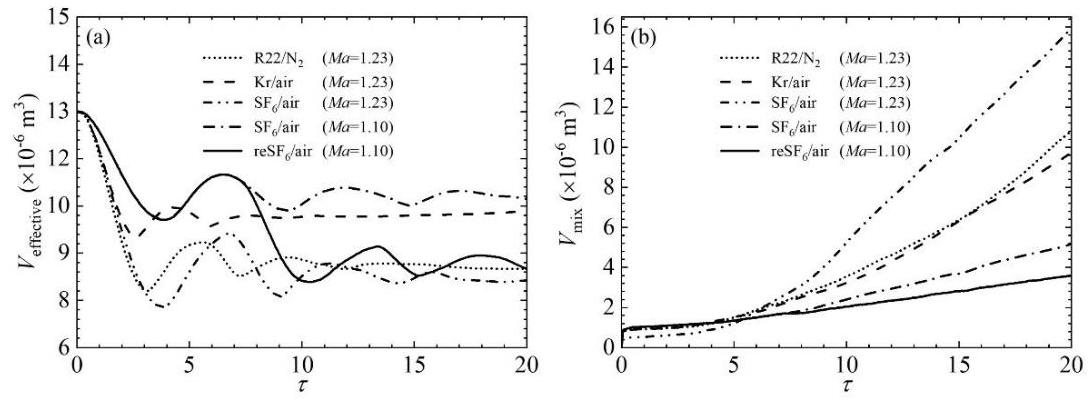 (a)
15
14
13
12
10
9
8
6
V_effective (×10⁻⁶ m³)
R22/N₂ (Ma=1.23)
Kr/air (Ma=1.23)
SF₆/air (Ma=1.23)
SF₆/air (Ma=1.10)
reSF₆/air (Ma=1.10)
0 5 10 15 20
τ
(b)
16
14
12
10
8
6
4
2
0
V_mix (×10⁻⁶ m³)
R22/N₂ (Ma=1.23)
Kr/air (Ma=1.23)
SF₆/air (Ma=1.23)
SF₆/air (Ma=1.10)
reSF₆/air (Ma=1.10)
0 5 10 15 20
τ